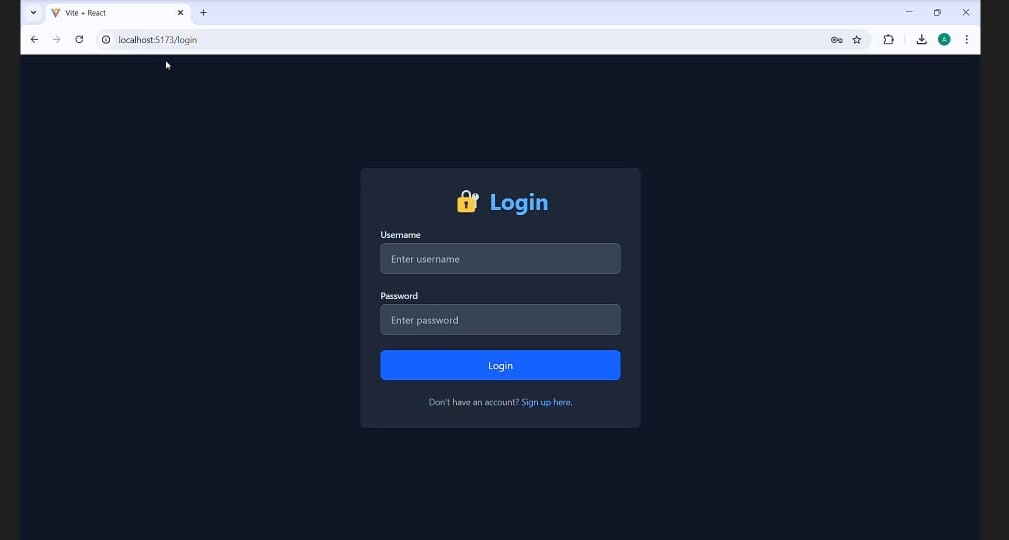 Vite + React
localhost:5173/login
A
Login
Username
Enter username
Password
Enter password
Login
Don't have an account? Sign up here.